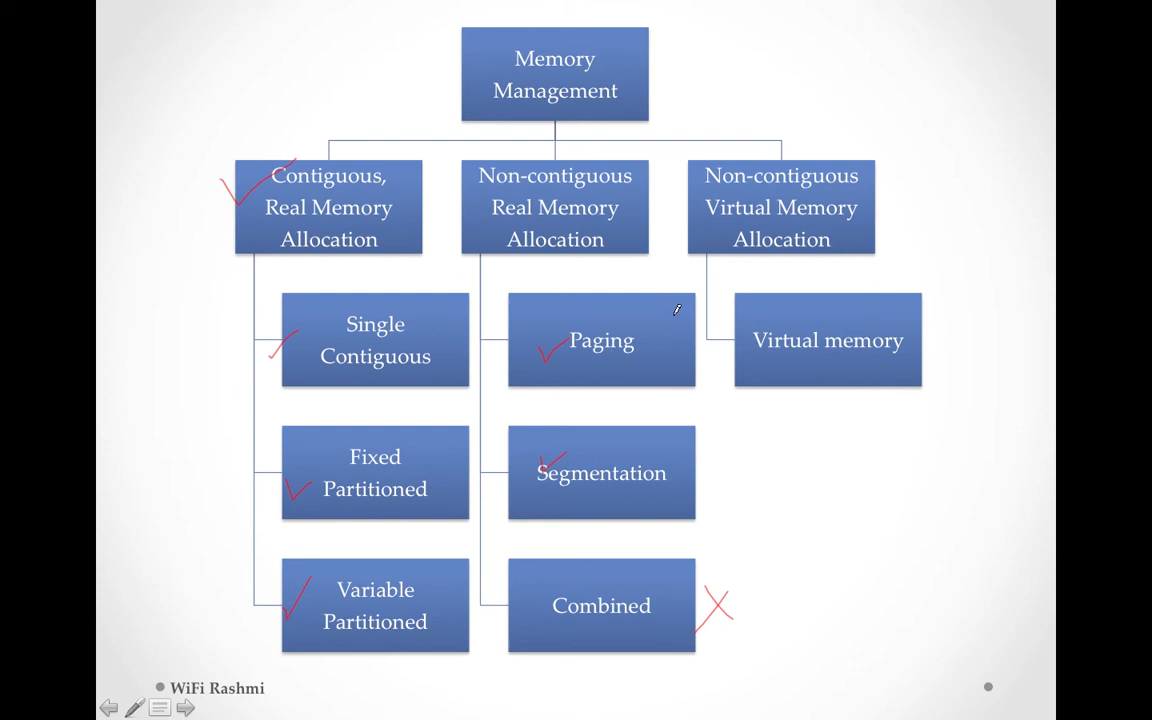 Memory
Management
Contiguous,
Real Memory
Allocation
Non-contiguous
Real Memory
Allocation
Non-contiguous
Virtual Memory
Allocation
Single
Contiguous
Paging
Virtual memory
Fixed
Partitioned
Segmentation
Variable
Partitioned
Combined
WiFi Rashmi